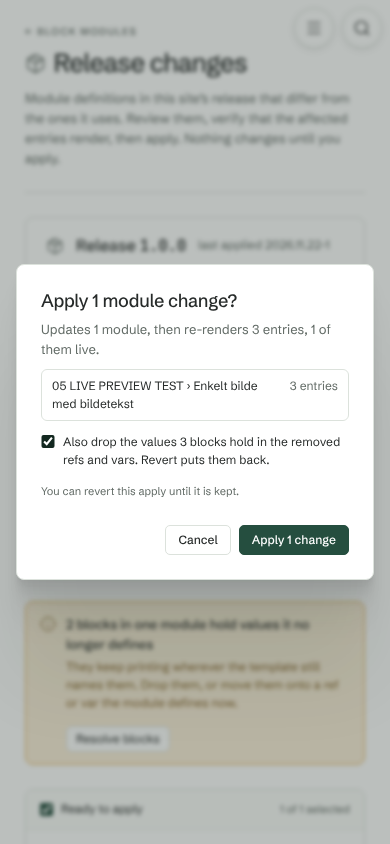 BLOCK MODULES
Release changes
Module definitions in this site's release that differ from
the ones it uses. Review them, verify that the affected
entries render, then apply. Nothing changes until you
apply.
Release 1.0.0 last applied
Apply 1 module change?
Updates 1 module, then re-renders 3 entries, 1 of
them live.
05 LIVE PREVIEW TEST › Enkelt bilde 3 entries
med bildetekst
Also drop the values 3 blocks hold in the removed
refs and vars. Revert puts them back.
You can revert this apply until it is kept.
Cancel Apply 1 change
2 blocks in one module hold values it no
longer defines
They keep printing wherever the template still
names them. Drop them, or move them onto a ref
or var the module defines now.
Resolve blocks
Ready to apply 1 of 1 selected